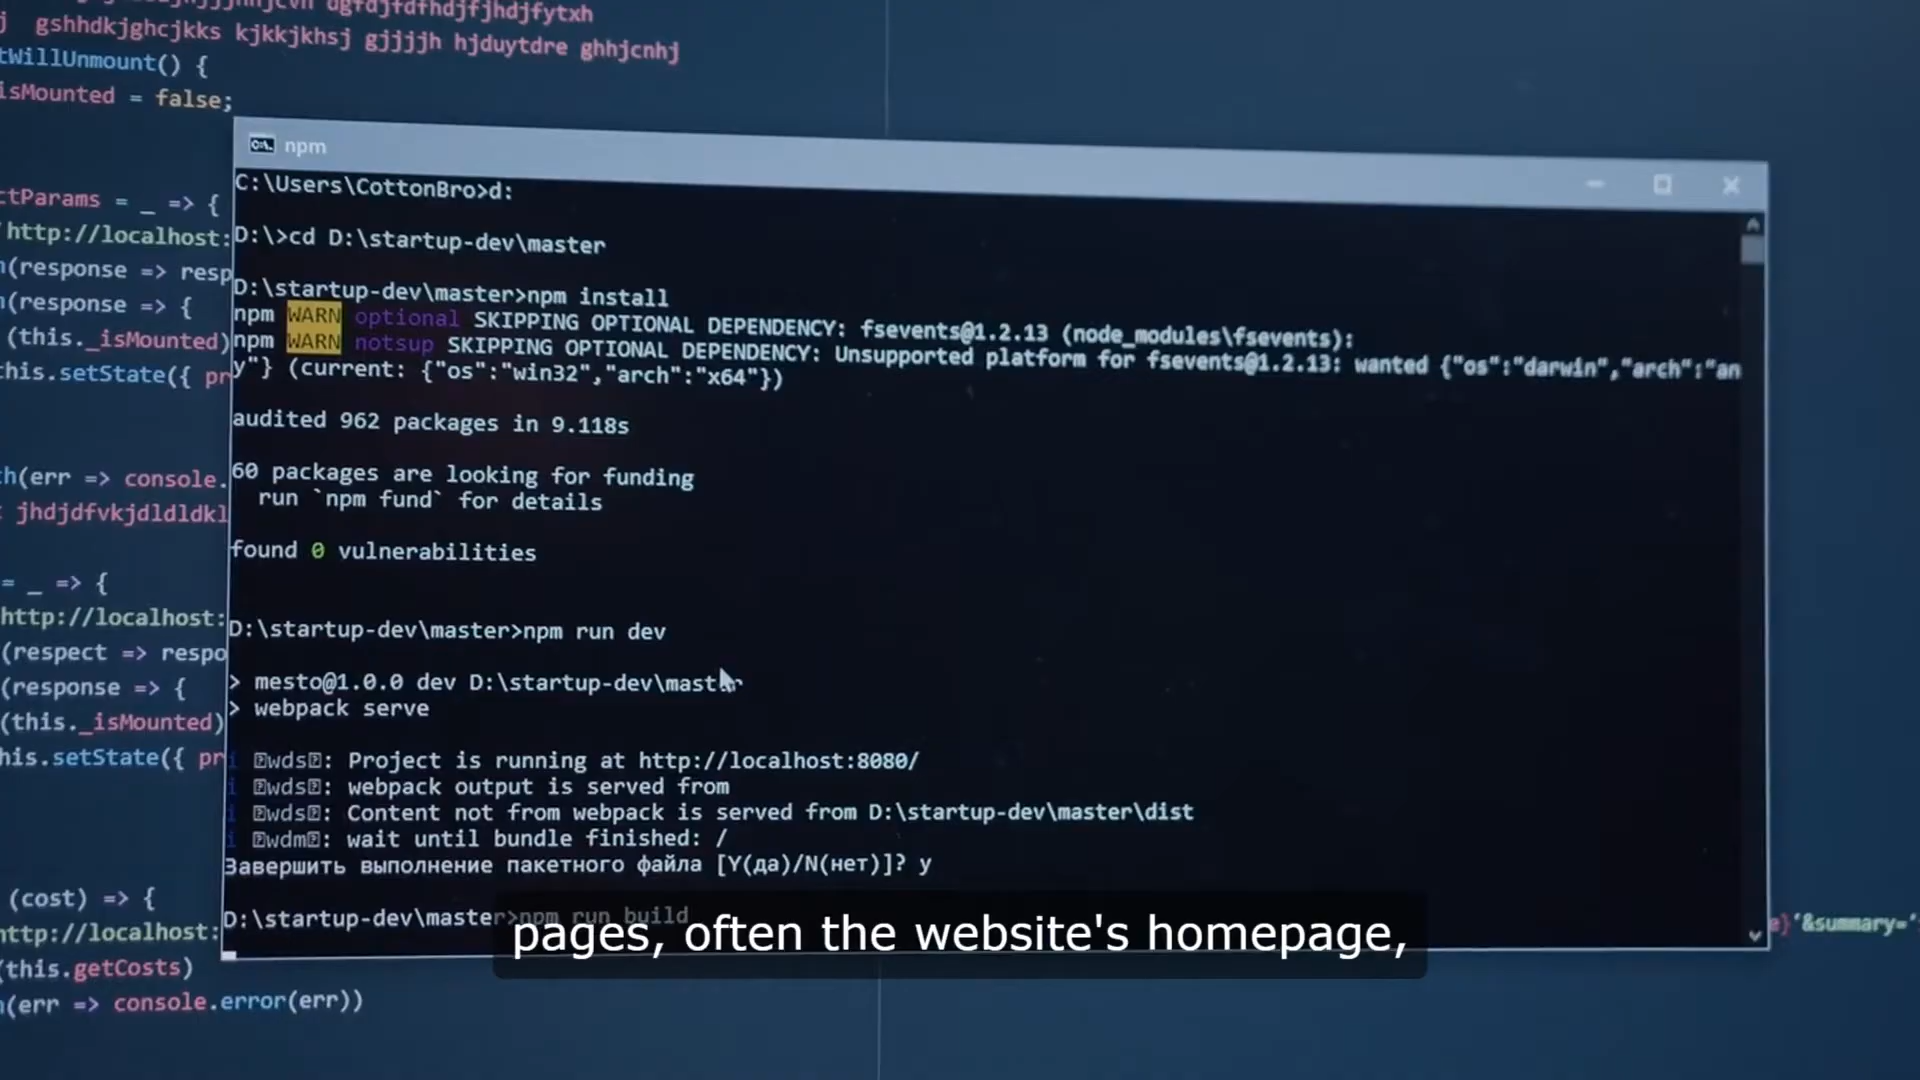 gshhdkjghcjkks kjkkjkhsj gjjjjh hjduytdre ghhjcnhj
tWillUnmount() {
isMounted = false;
ctParams = _ => {
http://localhost:
(response => resp
(response => {
(this._isMounted)
this.setState({ pr
th(err => console.
jhdjdfvkjdldldkl
= _ => {
http://localhost:
(respect => respo
(response => {
(this._isMounted)
his.setState({ pr
(cost) => {
http://localhost:
(this.getCosts)
(err => console.error(err))
npm
C:\Users\CottonBro>d:
D:\>cd D:\startup-dev\master
D:\startup-dev\master>npm install
npm WARN optional SKIPPING OPTIONAL DEPENDENCY: fsevents@1.2.13 (node_modules\fsevents):
npm WARN notsup SKIPPING OPTIONAL DEPENDENCY: Unsupported platform for fsevents@1.2.13: wanted {"os":"darwin","arch":"an
y"} (current: {"os":"win32","arch":"x64"})
audited 962 packages in 9.118s
60 packages are looking for funding
run `npm fund` for details
found 0 vulnerabilities
D:\startup-dev\master>npm run dev
> mesto@1.0.0 dev D:\startup-dev\master
> webpack serve
i wds: Project is running at http://localhost:8080/
i wds: webpack output is served from
i wds: Content not from webpack is served from D:\startup-dev\master\dist
i wdm: wait until bundle finished: /
Завершить выполнение пакетного файла [Y(да)/N(нет)]? y
D:\startup-dev\master>npm run build
}'&summary='
pages, often the website's homepage,